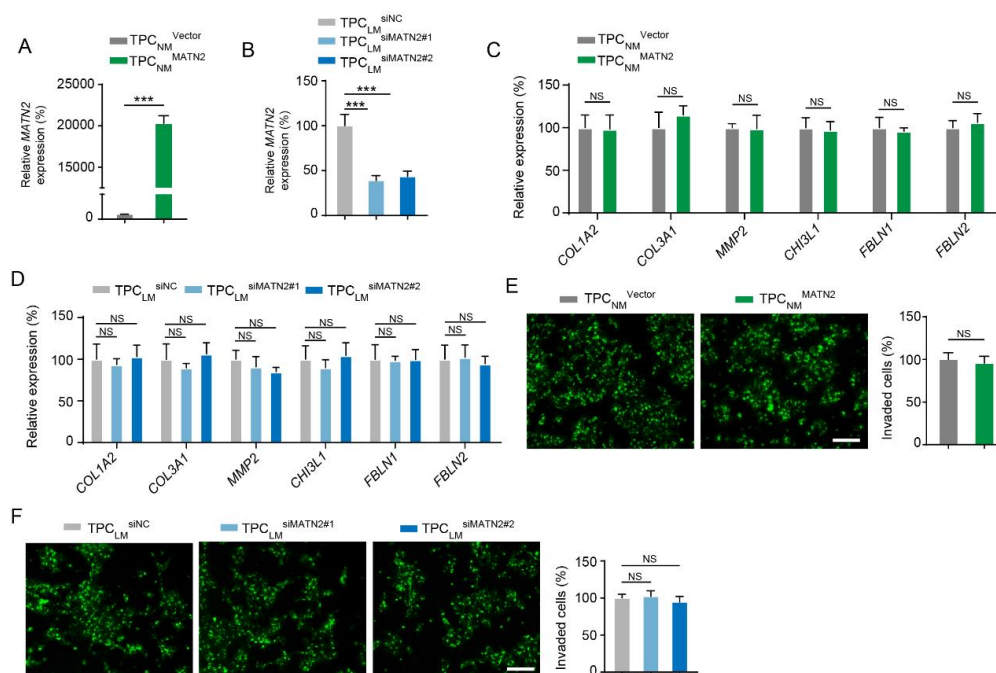 A
TPC_NM^Vector
TPC_NM^MATN2
Relative MATN2
expression (%)
25000
20000
15000
0
***
B
TPC_LM^siNC
TPC_LM^siMATN2#1
TPC_LM^siMATN2#2
Relative MATN2
expression (%)
150
100
50
0
***
***
C
TPC_NM^Vector
TPC_NM^MATN2
Relative expression (%)
150
100
50
0
NS NS NS NS NS NS
COL1A2 COL3A1 MMP2 CHI3L1 FBLN1 FBLN2
D
TPC_LM^siNC TPC_LM^siMATN2#1 TPC_LM^siMATN2#2
Relative expression (%)
150
100
50
0
NS NS NS NS NS NS
NS NS NS NS NS NS
COL1A2 COL3A1 MMP2 CHI3L1 FBLN1 FBLN2
E
TPC_NM^Vector TPC_NM^MATN2
Invaded cells (%)
150
100
50
0
NS
F
TPC_LM^siNC TPC_LM^siMATN2#1 TPC_LM^siMATN2#2
Invaded cells (%)
150
100
50
0
NS
NS